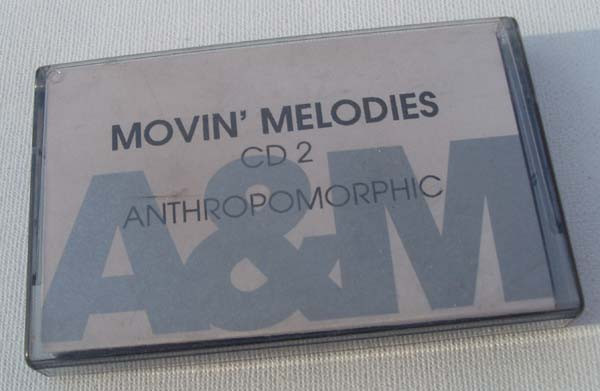 MOVIN' MELODIES
CD 2
ANTHROPOMORPHIC
A&M